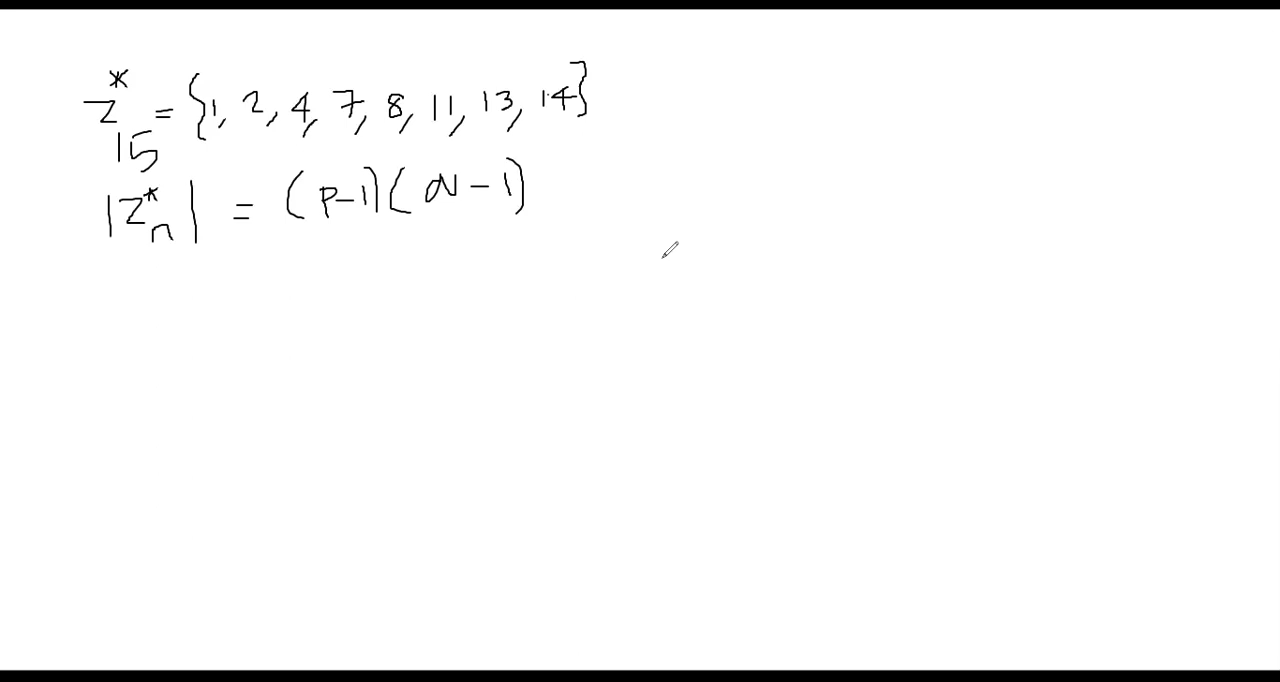 Z*15 = {1, 2, 4, 7, 8, 11, 13, 14}
|Z*n| = (p-1)(q-1)